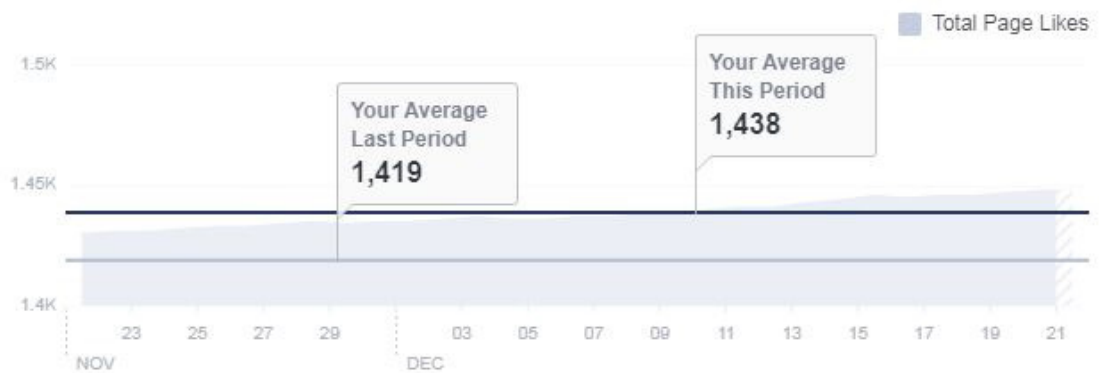 Total Page Likes
1.5K
Your Average
This Period
1,438
Your Average
Last Period
1,419
1.45K
1.4K
23 25 27 29 03 05 07 09 11 13 15 17 19 21
NOV DEC